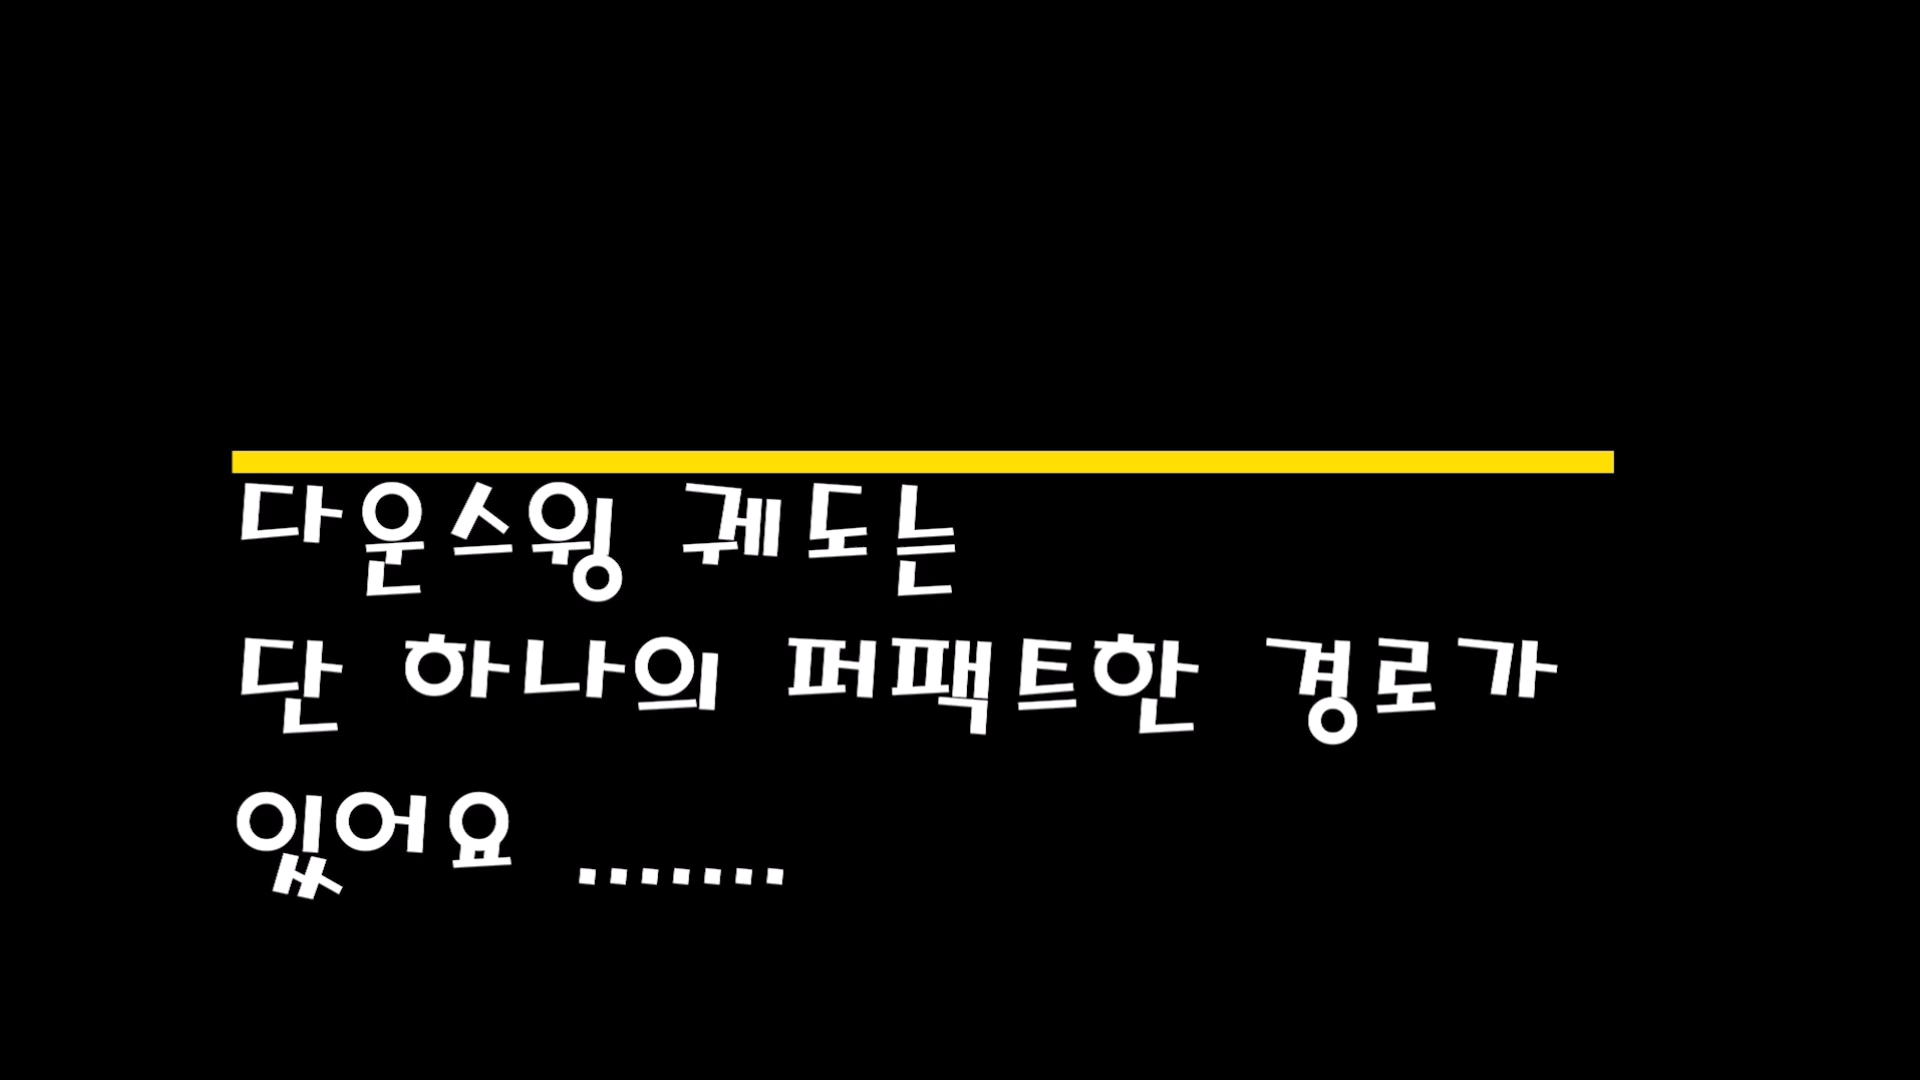 다운스윙 궤도는
단 하나의 퍼팩트한 경로가
있어요 .......